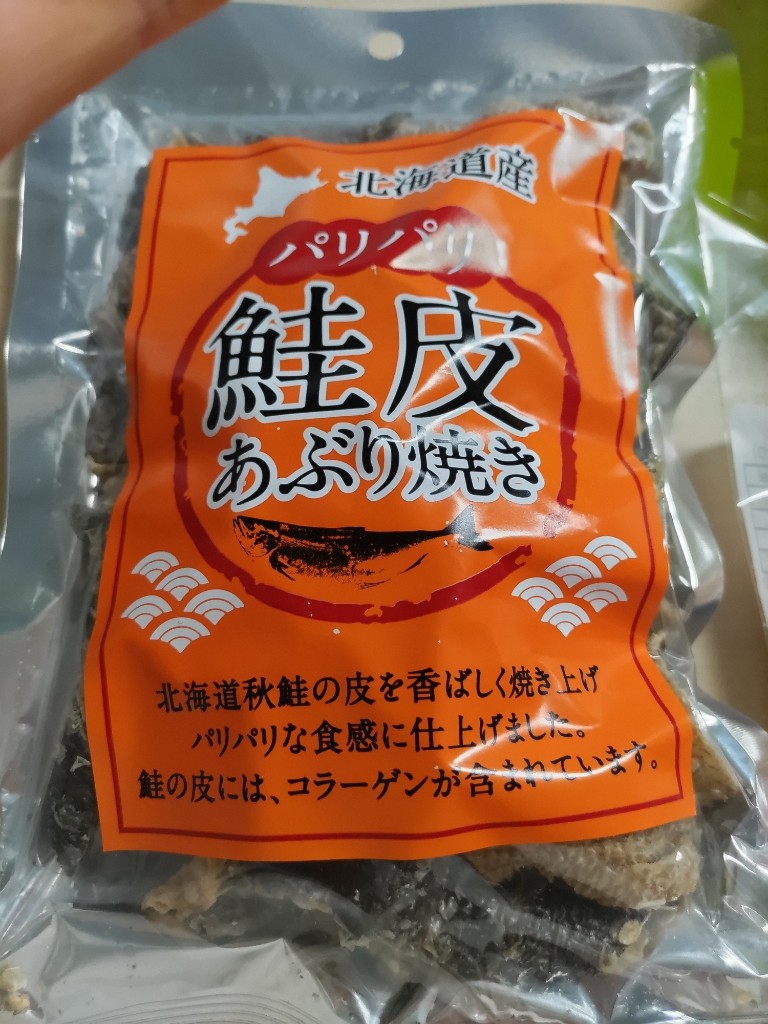 北海道産
パリパリ
鮭皮
あぶり焼き
北海道秋鮭の皮を香ばしく焼き上げ
パリパリな食感に仕上げました。
鮭の皮には、コラーゲンが含まれています。